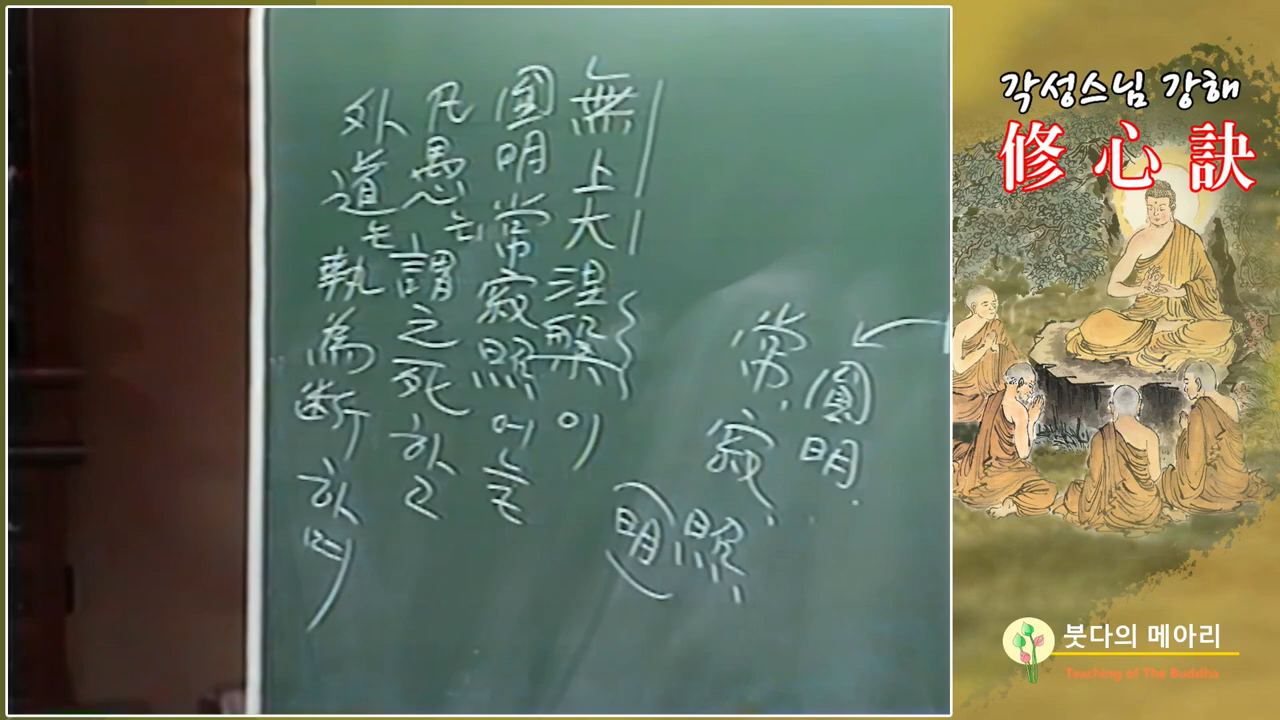 無上大涅槃이
圓明常寂照어늘
凡愚는謂之死하고
外道는執為斷하며
圓明
常寂
照
(明)
각성스님 강해
修心訣
붓다의 메아리
Teaching of The Buddha